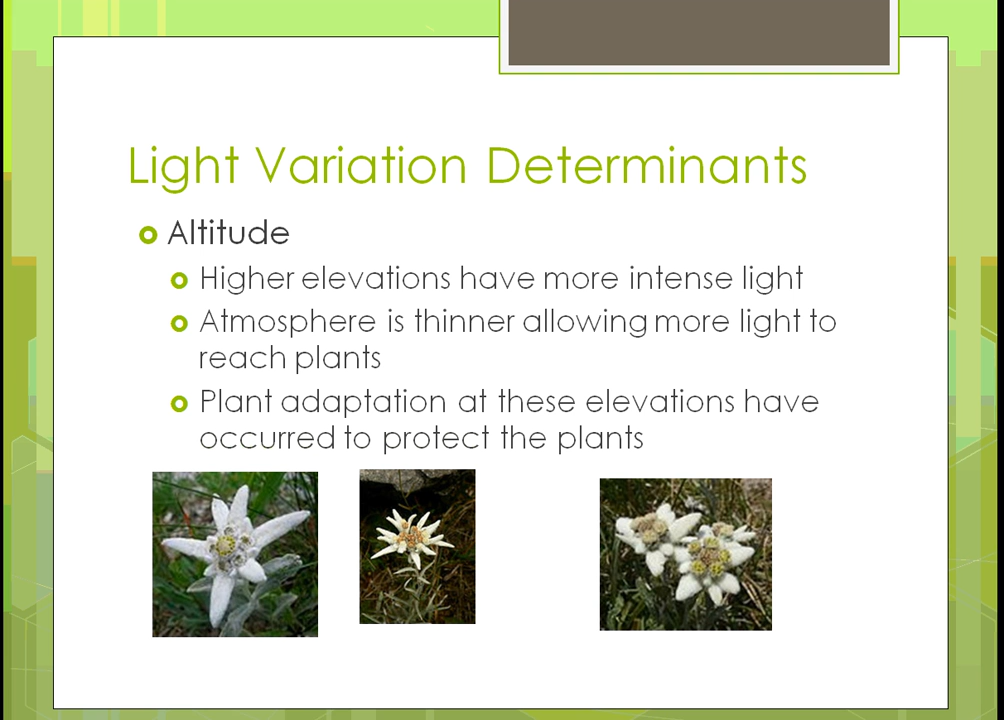 Light Variation Determinants
Altitude
Higher elevations have more intense light
Atmosphere is thinner allowing more light to
reach plants
Plant adaptation at these elevations have
occurred to protect the plants